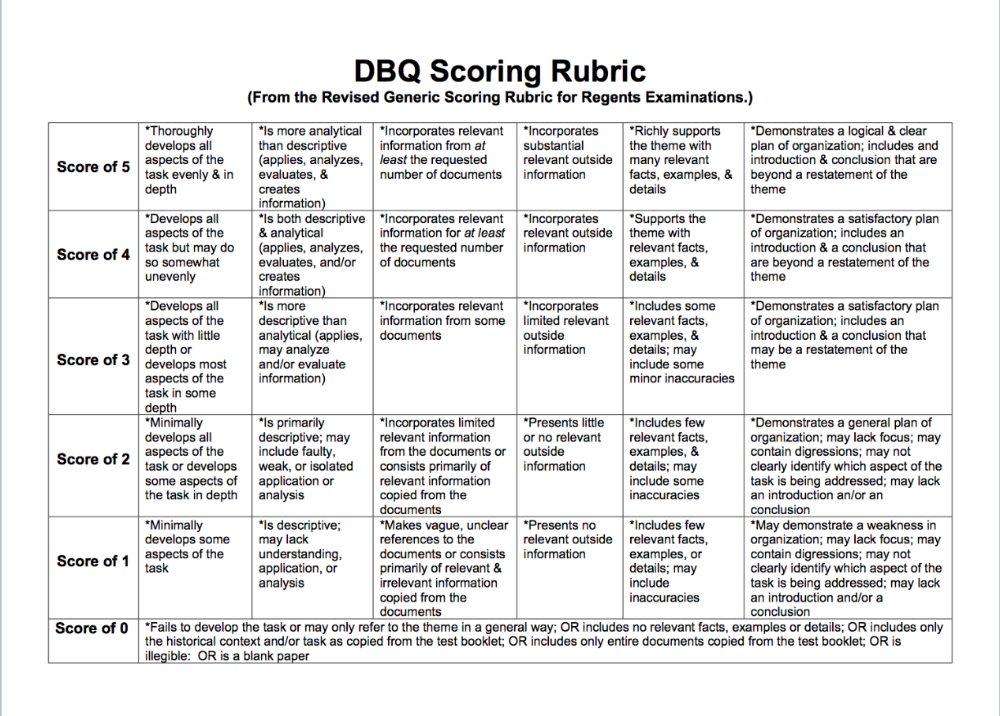 DBQ Scoring Rubric
(From the Revised Generic Scoring Rubric for Regents Examinations.)
Score of 5
*Thoroughly
develops all
aspects of the
task evenly & in
depth
*Is more analytical
than descriptive
(applies, analyzes,
evaluates, &
creates
information)
*Incorporates relevant
information from at
least the requested
number of documents
*Incorporates
substantial
relevant outside
information
*Richly supports
the theme with
many relevant
facts, examples, &
details
*Demonstrates a logical & clear
plan of organization; includes and
introduction & conclusion that are
beyond a restatement of the
theme
Score of 4
*Develops all
aspects of the
task but may do
so somewhat
unevenly
*Is both descriptive
& analytical
(applies, analyzes,
evaluates, and/or
creates
information)
*Incorporates relevant
information for at least
the requested number
of documents
*Incorporates
relevant outside
information
*Supports the
theme with
relevant facts,
examples, &
details
*Demonstrates a satisfactory plan
of organization; includes an
introduction & a conclusion that
are beyond a restatement of the
theme
Score of 3
*Develops all
aspects of the
task with little
depth or
develops most
aspects of the
task in some
depth
*Is more
descriptive than
analytical (applies,
may analyze
and/or evaluate
information)
*Incorporates relevant
information from some
documents
*Incorporates
limited relevant
outside
information
*Includes some
relevant facts,
examples, &
details; may
include some
minor inaccuracies
*Demonstrates a satisfactory plan
of organization; includes an
introduction & a conclusion that
may be a restatement of the
theme
Score of 2
*Minimally
develops all
aspects of the
task or develops
some aspects of
the task in depth
*Is primarily
descriptive; may
include faulty,
weak, or isolated
application or
analysis
*Incorporates limited
relevant information
from the documents or
consists primarily of
relevant information
copied from the
documents
*Presents little
or no relevant
outside
information
*Includes few
relevant facts,
examples, &
details; may
include some
inaccuracies
*Demonstrates a general plan of
organization; may lack focus; may
contain digressions; may not
clearly identify which aspect of the
task is being addressed; may lack
an introduction an/or an
conclusion
Score of 1
*Minimally
develops some
aspects of the
task
*Is descriptive;
may lack
understanding,
application, or
analysis
*Makes vague, unclear
references to the
documents or consists
primarily of relevant &
irrelevant information
copied from the
documents
*Presents no
relevant outside
information
*Includes few
relevant facts,
examples, or
details; may
include
inaccuracies
*May demonstrate a weakness in
organization; may lack focus; may
contain digressions; may not
clearly identify which aspect of the
task is being addressed; may lack
an introduction and/or a
conclusion
Score of 0
*Fails to develop the task or may only refer to the theme in a general way; OR includes no relevant facts, examples or details; OR includes only
the historical context and/or task as copied from the test booklet; OR includes only entire documents copied from the test booklet; OR is
illegible: OR is a blank paper